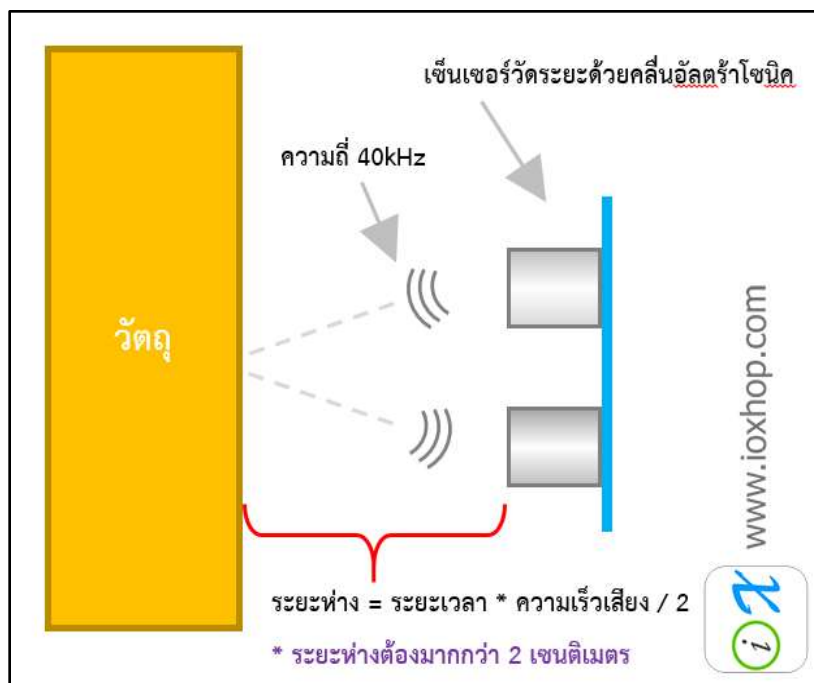 เซ็นเซอร์วัดระยะด้วยคลื่นอัลตร้าโซนิค
ความถี่ 40kHz
วัตถุ
ระยะห่าง = ระยะเวลา * ความเร็วเสียง / 2
* ระยะห่างต้องมากกว่า 2 เซนติเมตร
www.ioxhop.com
iX